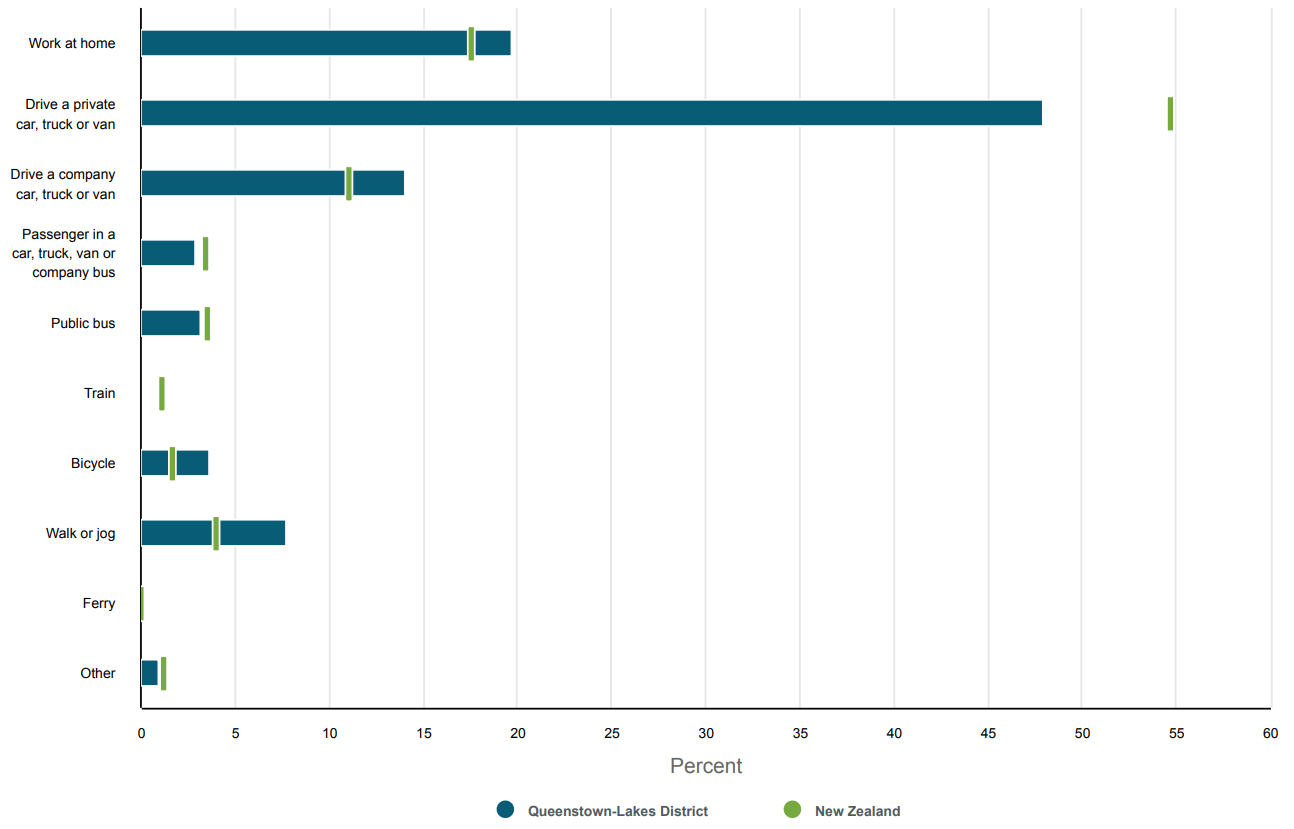 Work at home
Drive a private
car, truck or van
Drive a company
car, truck or van
Passenger in a
car, truck, van or
company bus
Public bus
Train
Bicycle
Walk or jog
Ferry
Other
0 5 10 15 20 25 30 35 40 45 50 55 60
Percent
Queenstown-Lakes District New Zealand